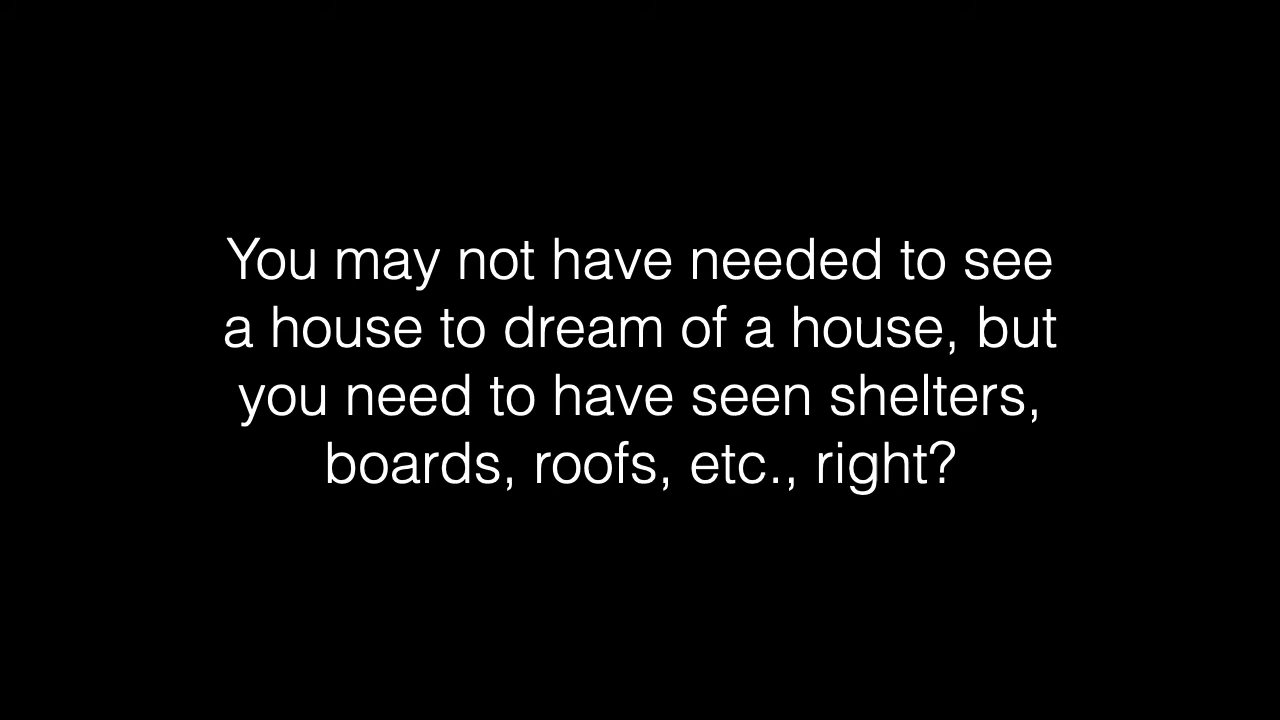 You may not have needed to see
a house to dream of a house, but
you need to have seen shelters,
boards, roofs, etc., right?